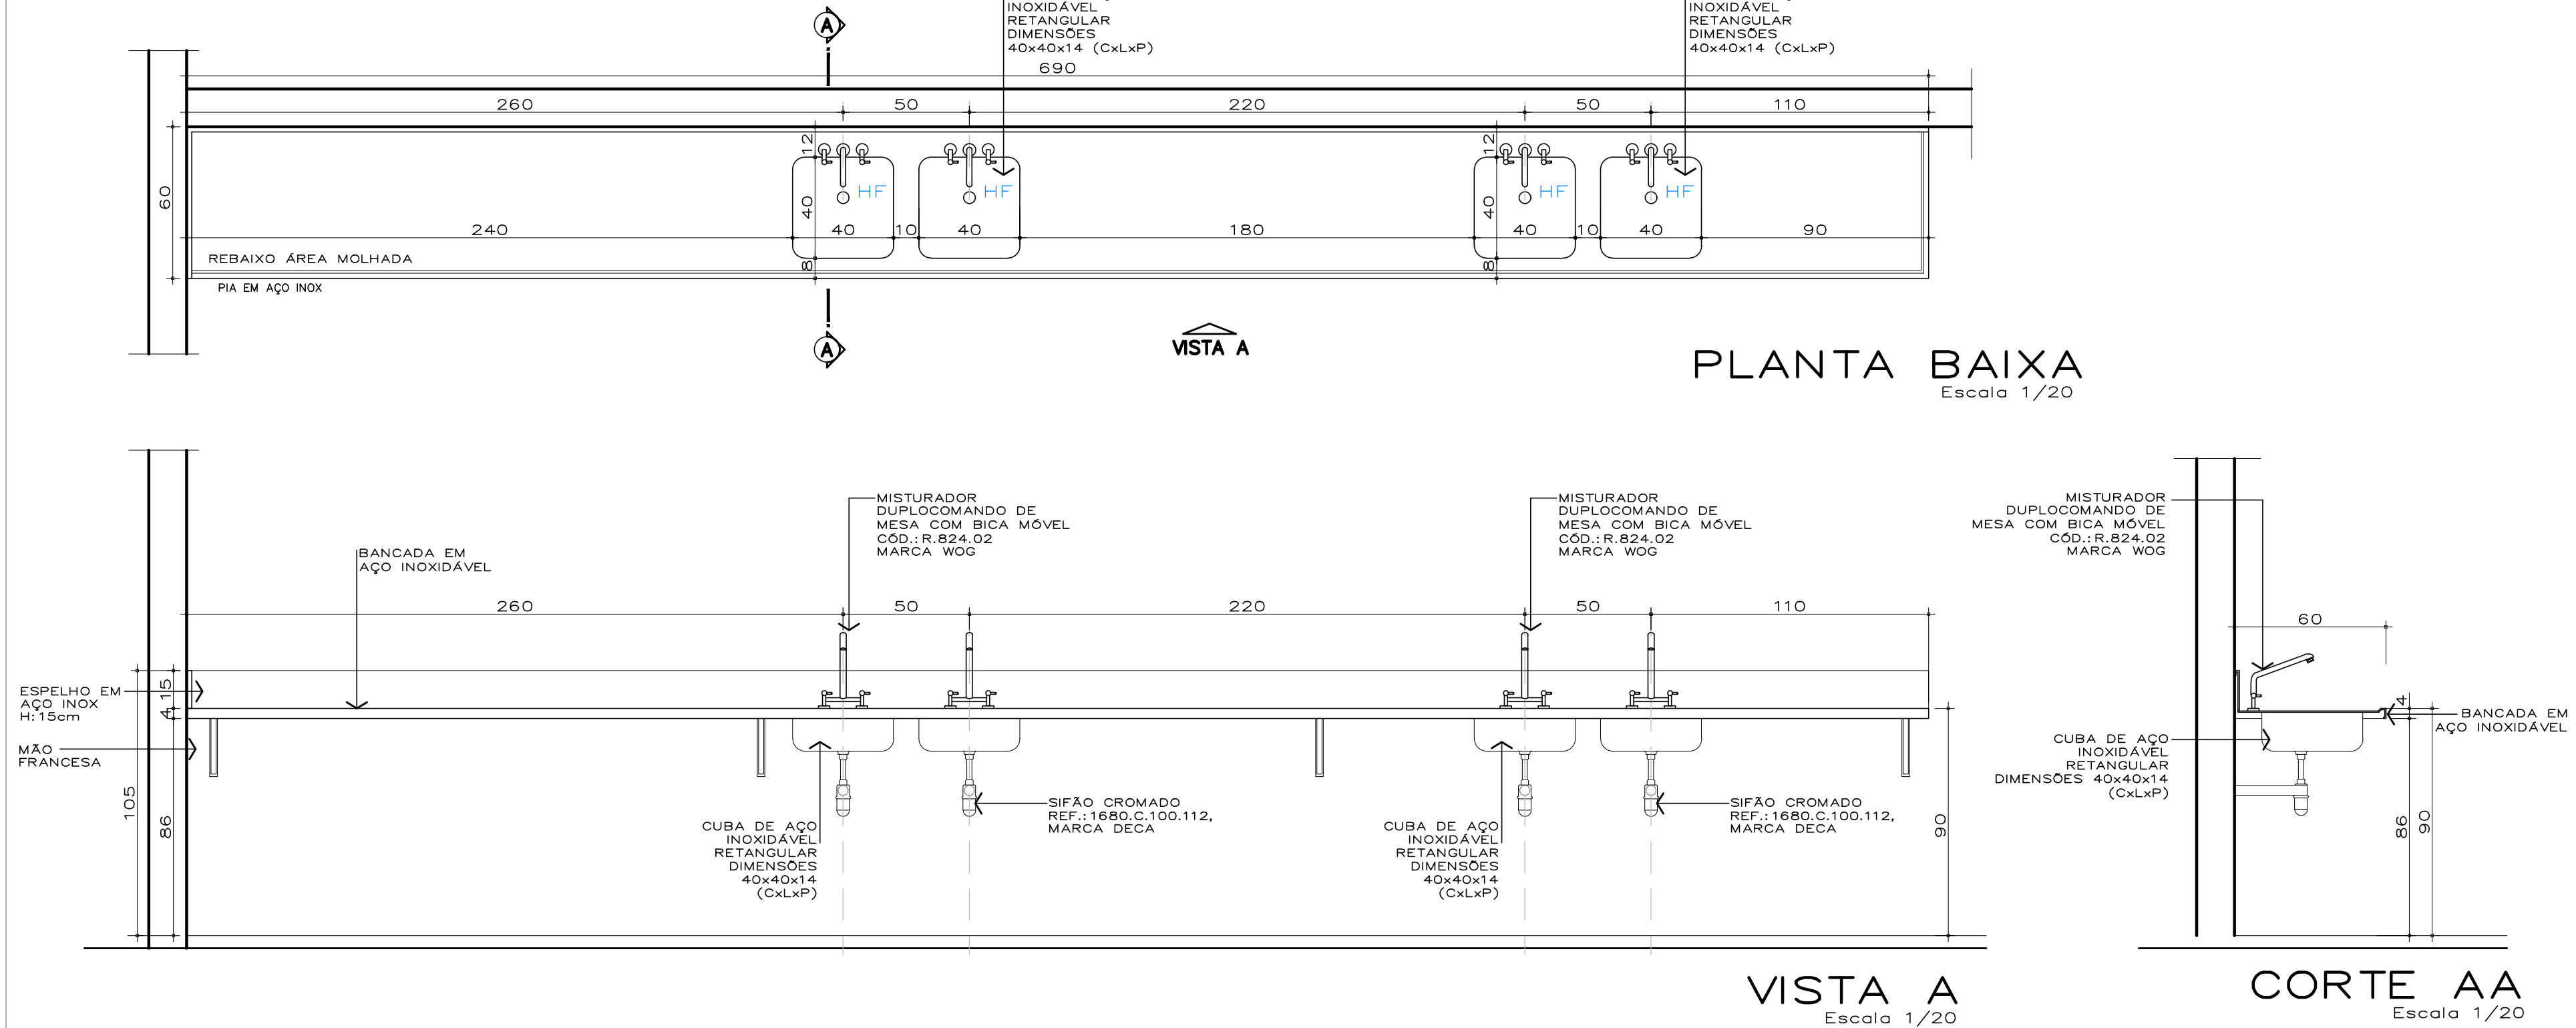 A
INOXIDÁVEL
RETANGULAR
DIMENSÕES
40x40x14 (CxLxP)
INOXIDÁVEL
RETANGULAR
DIMENSÕES
40x40x14 (CxLxP)
690
260
50
220
50
110
12
12
60
HF
HF
HF
HF
40
40
240
40
10
40
180
40
10
40
90
REBAIXO ÁREA MOLHADA
8
8
PIA EM AÇO INOX
A
VISTA A
PLANTA BAIXA
Escala 1/20
MISTURADOR
DUPLOCOMANDO DE
MESA COM BICA MÓVEL
CÓD.:R.824.02
MARCA WOG
MISTURADOR
DUPLOCOMANDO DE
MESA COM BICA MÓVEL
CÓD.:R.824.02
MARCA WOG
BANCADA EM
AÇO INOXIDÁVEL
260
50
220
50
110
ESPELHO EM
AÇO INOX
H:15cm
15
4
MÃO
FRANCESA
105
86
CUBA DE AÇO
INOXIDÁVEL
RETANGULAR
DIMENSÕES
40x40x14
(CxLxP)
SIFÃO CROMADO
REF.:1680.C.100.112,
MARCA DECA
CUBA DE AÇO
INOXIDÁVEL
RETANGULAR
DIMENSÕES
40x40x14
(CxLxP)
SIFÃO CROMADO
REF.:1680.C.100.112,
MARCA DECA
90
VISTA A
Escala 1/20
MISTURADOR
DUPLOCOMANDO DE
MESA COM BICA MÓVEL
CÓD.:R.824.02
MARCA WOG
60
4
BANCADA EM
AÇO INOXIDÁVEL
CUBA DE AÇO
INOXIDÁVEL
RETANGULAR
DIMENSÕES 40x40x14
(CxLxP)
86
90
CORTE AA
Escala 1/20